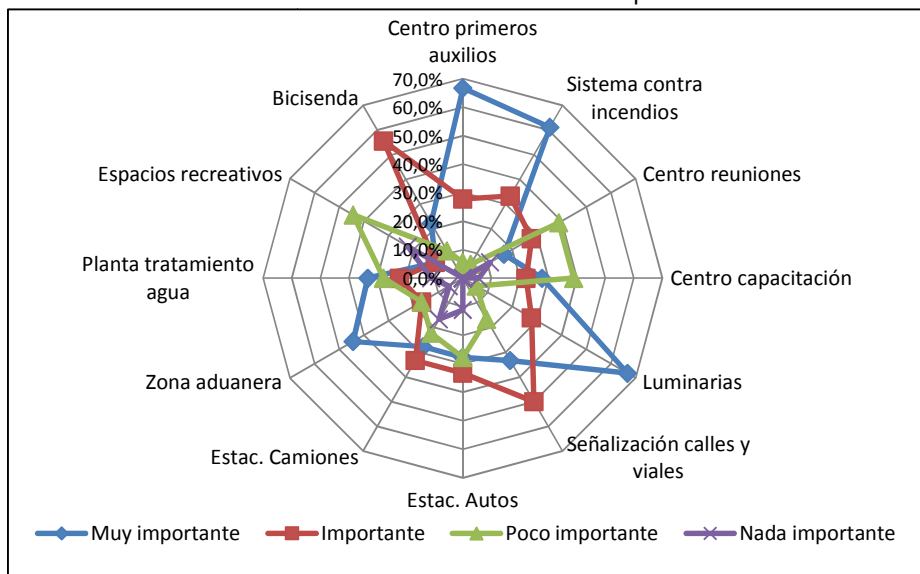 Centro primeros
auxilios
Sistema contra
incendios
Centro reuniones
Centro capacitación
Luminarias
Señalización calles y
viales
Estac. Autos
Estac. Camiones
Zona aduanera
Planta tratamiento
agua
Espacios recreativos
Bicisenda
70,0%
60,0%
50,0%
40,0%
30,0%
20,0%
10,0%
0,0%
Muy importante
Importante
Poco importante
Nada importante